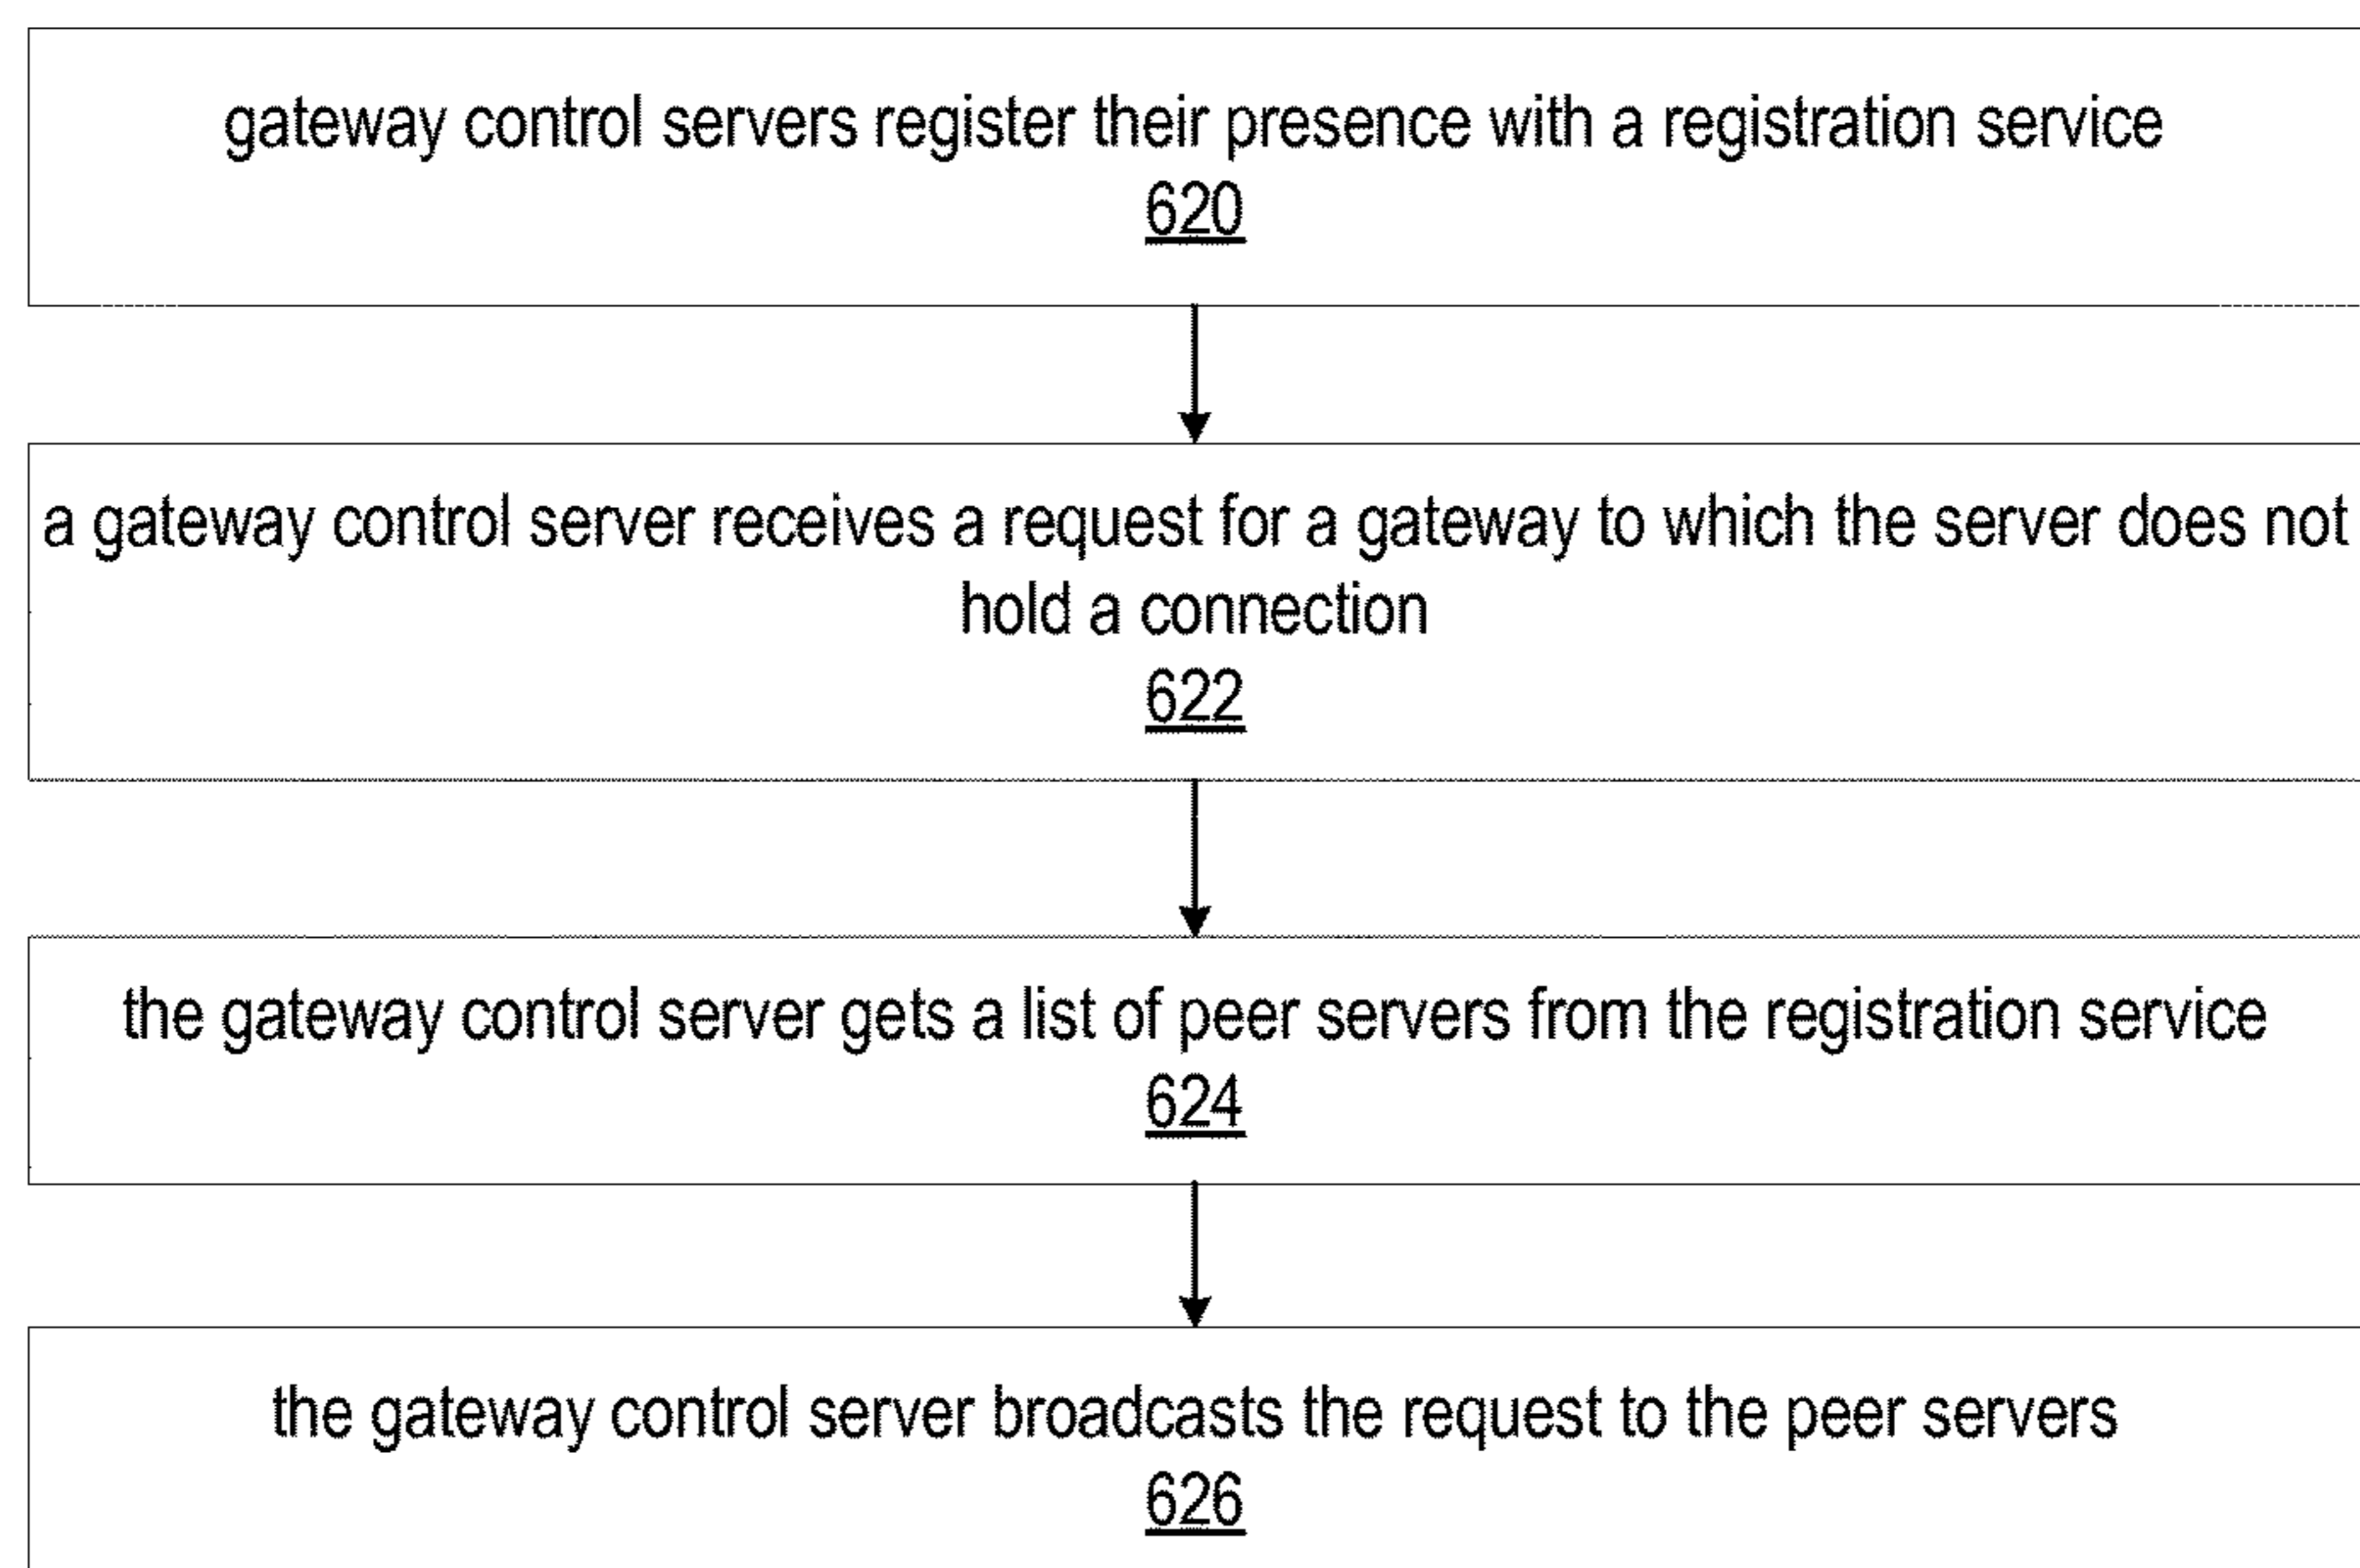 gateway control servers register their presence with a registration service
620
a gateway control server receives a request for a gateway to which the server does not
hold a connection
622
the gateway control server gets a list of peer servers from the registration service
624
the gateway control server broadcasts the request to the peer servers
626